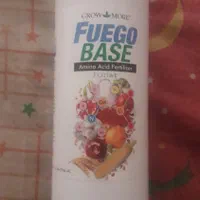 GROW MORE
FUEGO
BASE
Amino Acid Fertilizer